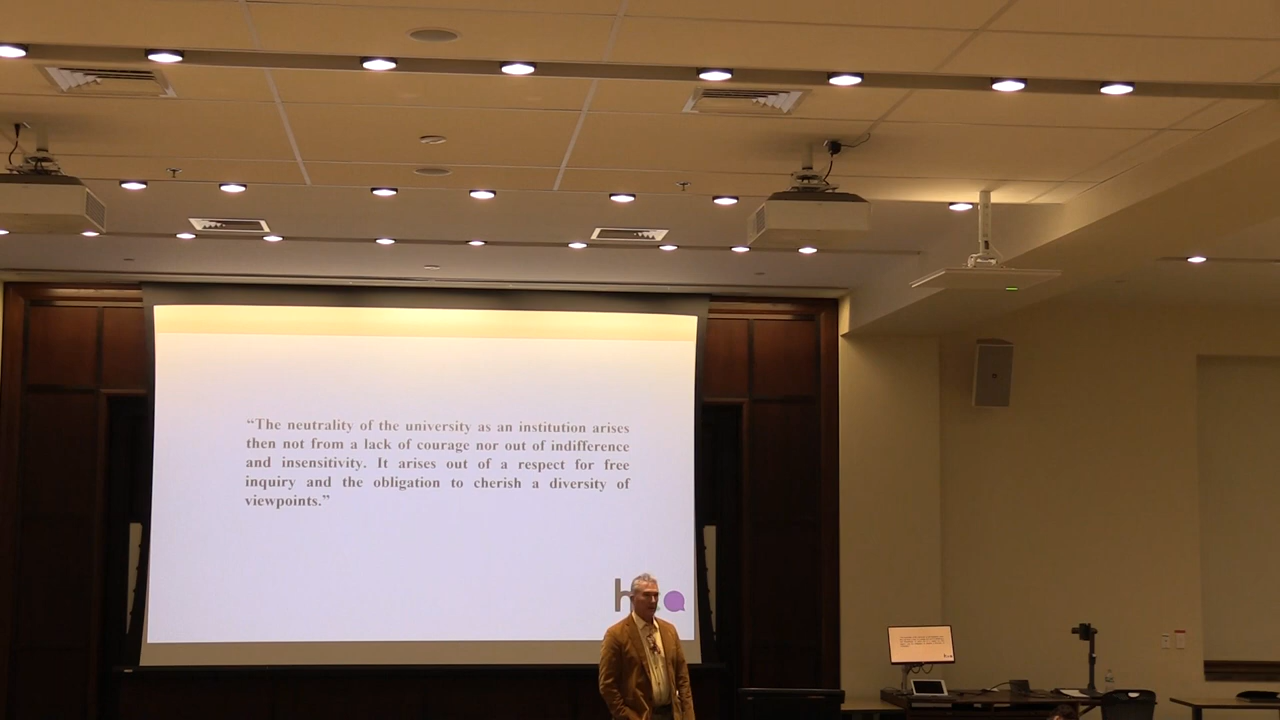 “The neutrality of the university as an institution arises
then not from a lack of courage nor out of indifference
and insensitivity. It arises out of a respect for free
inquiry and the obligation to cherish a diversity of
viewpoints.”